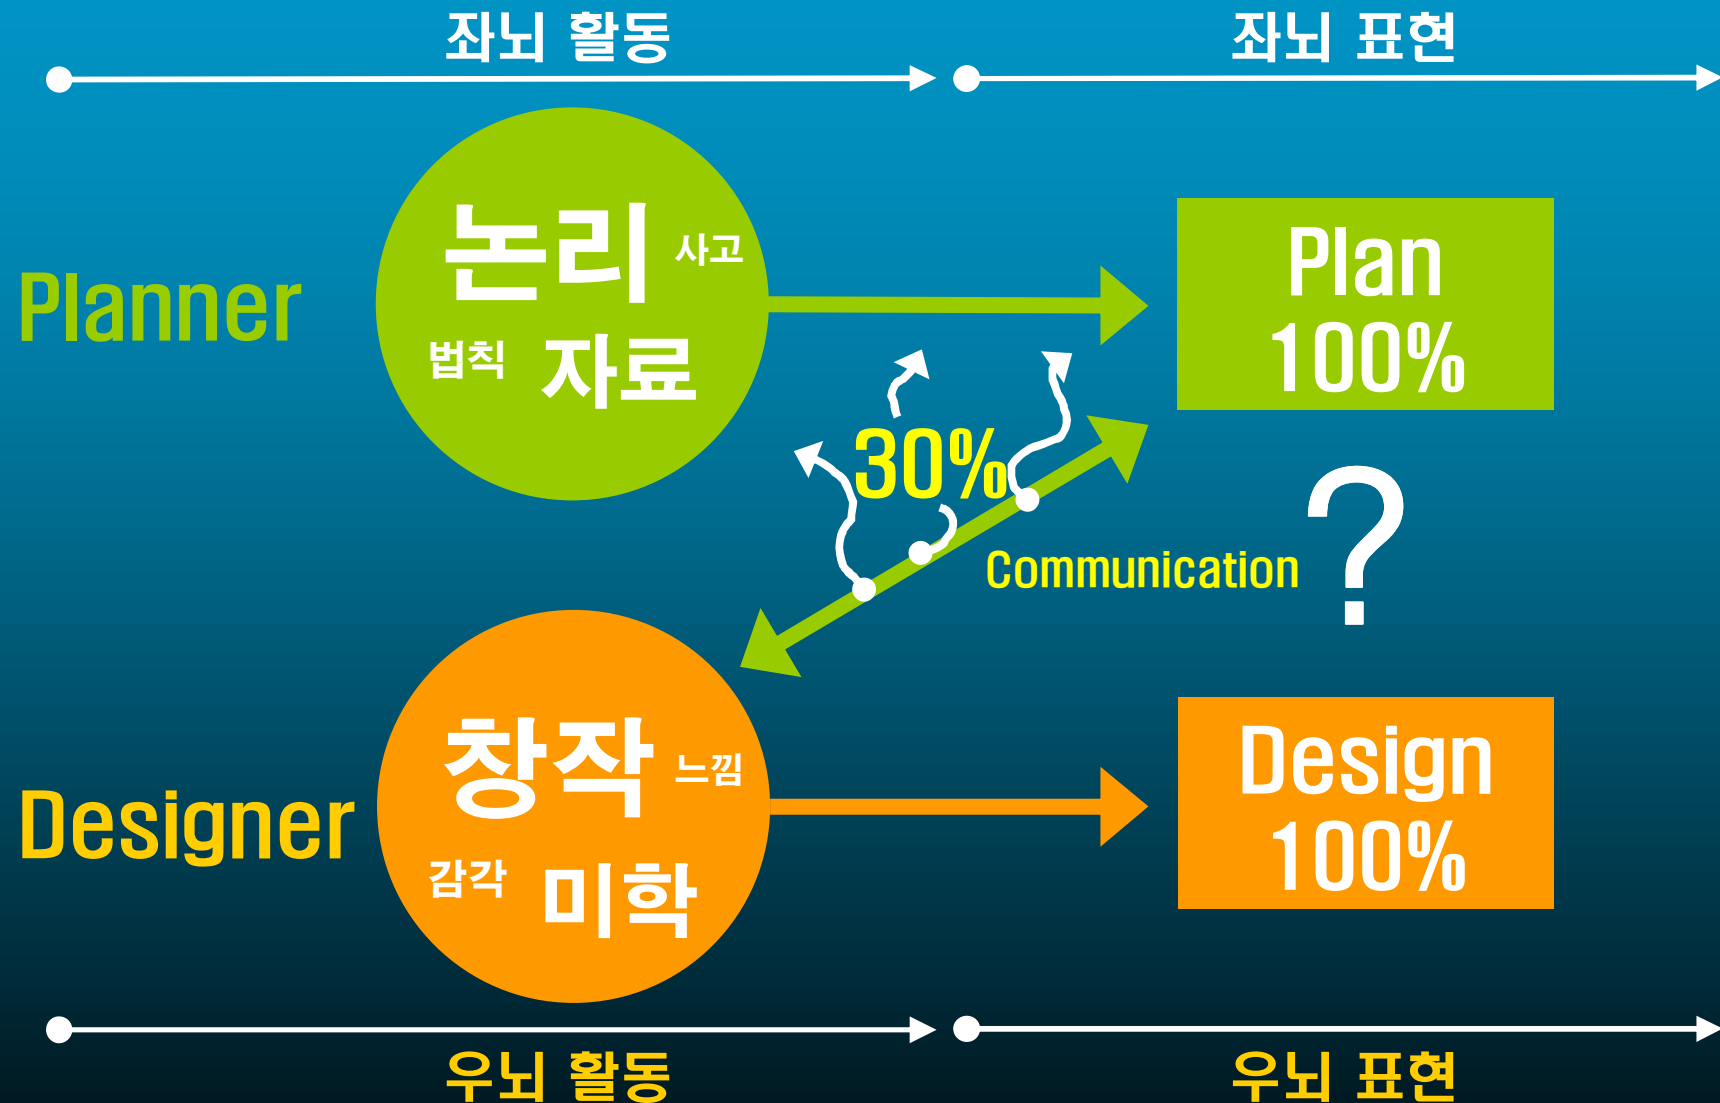 좌뇌 활동
좌뇌 표현
Planner
논리 사고
법칙 자료
Plan
100%
30%
Communication
?
Designer
창작 느낌
감각 미학
Design
100%
우뇌 활동
우뇌 표현